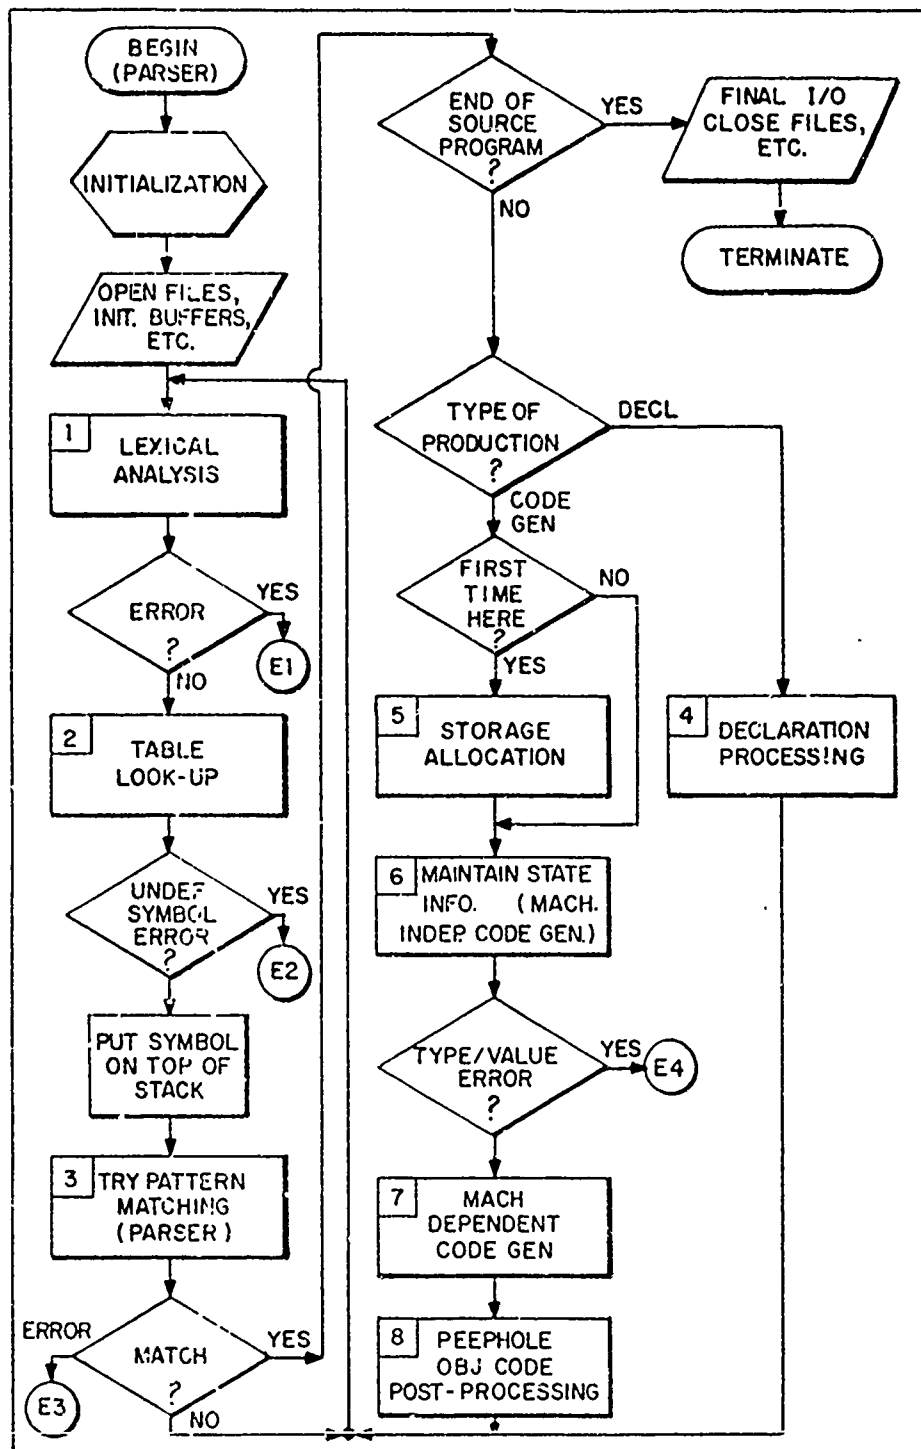 BEGIN
(PARSER)
INITIALIZATION
OPEN FILES,
INIT. BUFFERS,
ETC.
1
LEXICAL
ANALYSIS
ERROR
?
YES
E1
NO
2
TABLE
LOOK-UP
UNDEF
SYMBOL
ERROR
?
YES
E2
PUT SYMBOL
ON TOP OF
STACK
3
TRY PATTERN
MATCHING
(PARSER)
ERROR
E3
MATCH
?
YES
NO
END OF
SOURCE
PROGRAM
?
YES
NO
FINAL I/O
CLOSE FILES,
ETC.
TERMINATE
TYPE OF
PRODUCTION
?
DECL
CODE
GEN
FIRST
TIME
HERE
?
NO
YES
5
STORAGE
ALLOCATION
4
DECLARATION
PROCESSING
6
MAINTAIN STATE
INFO. (MACH.
INDEP. CODE GEN.)
TYPE/VALUE
ERROR
?
YES
E4
7
MACH
DEPENDENT
CODE GEN
8
PEEPHOLE
OBJ CODE
POST-PROCESSING